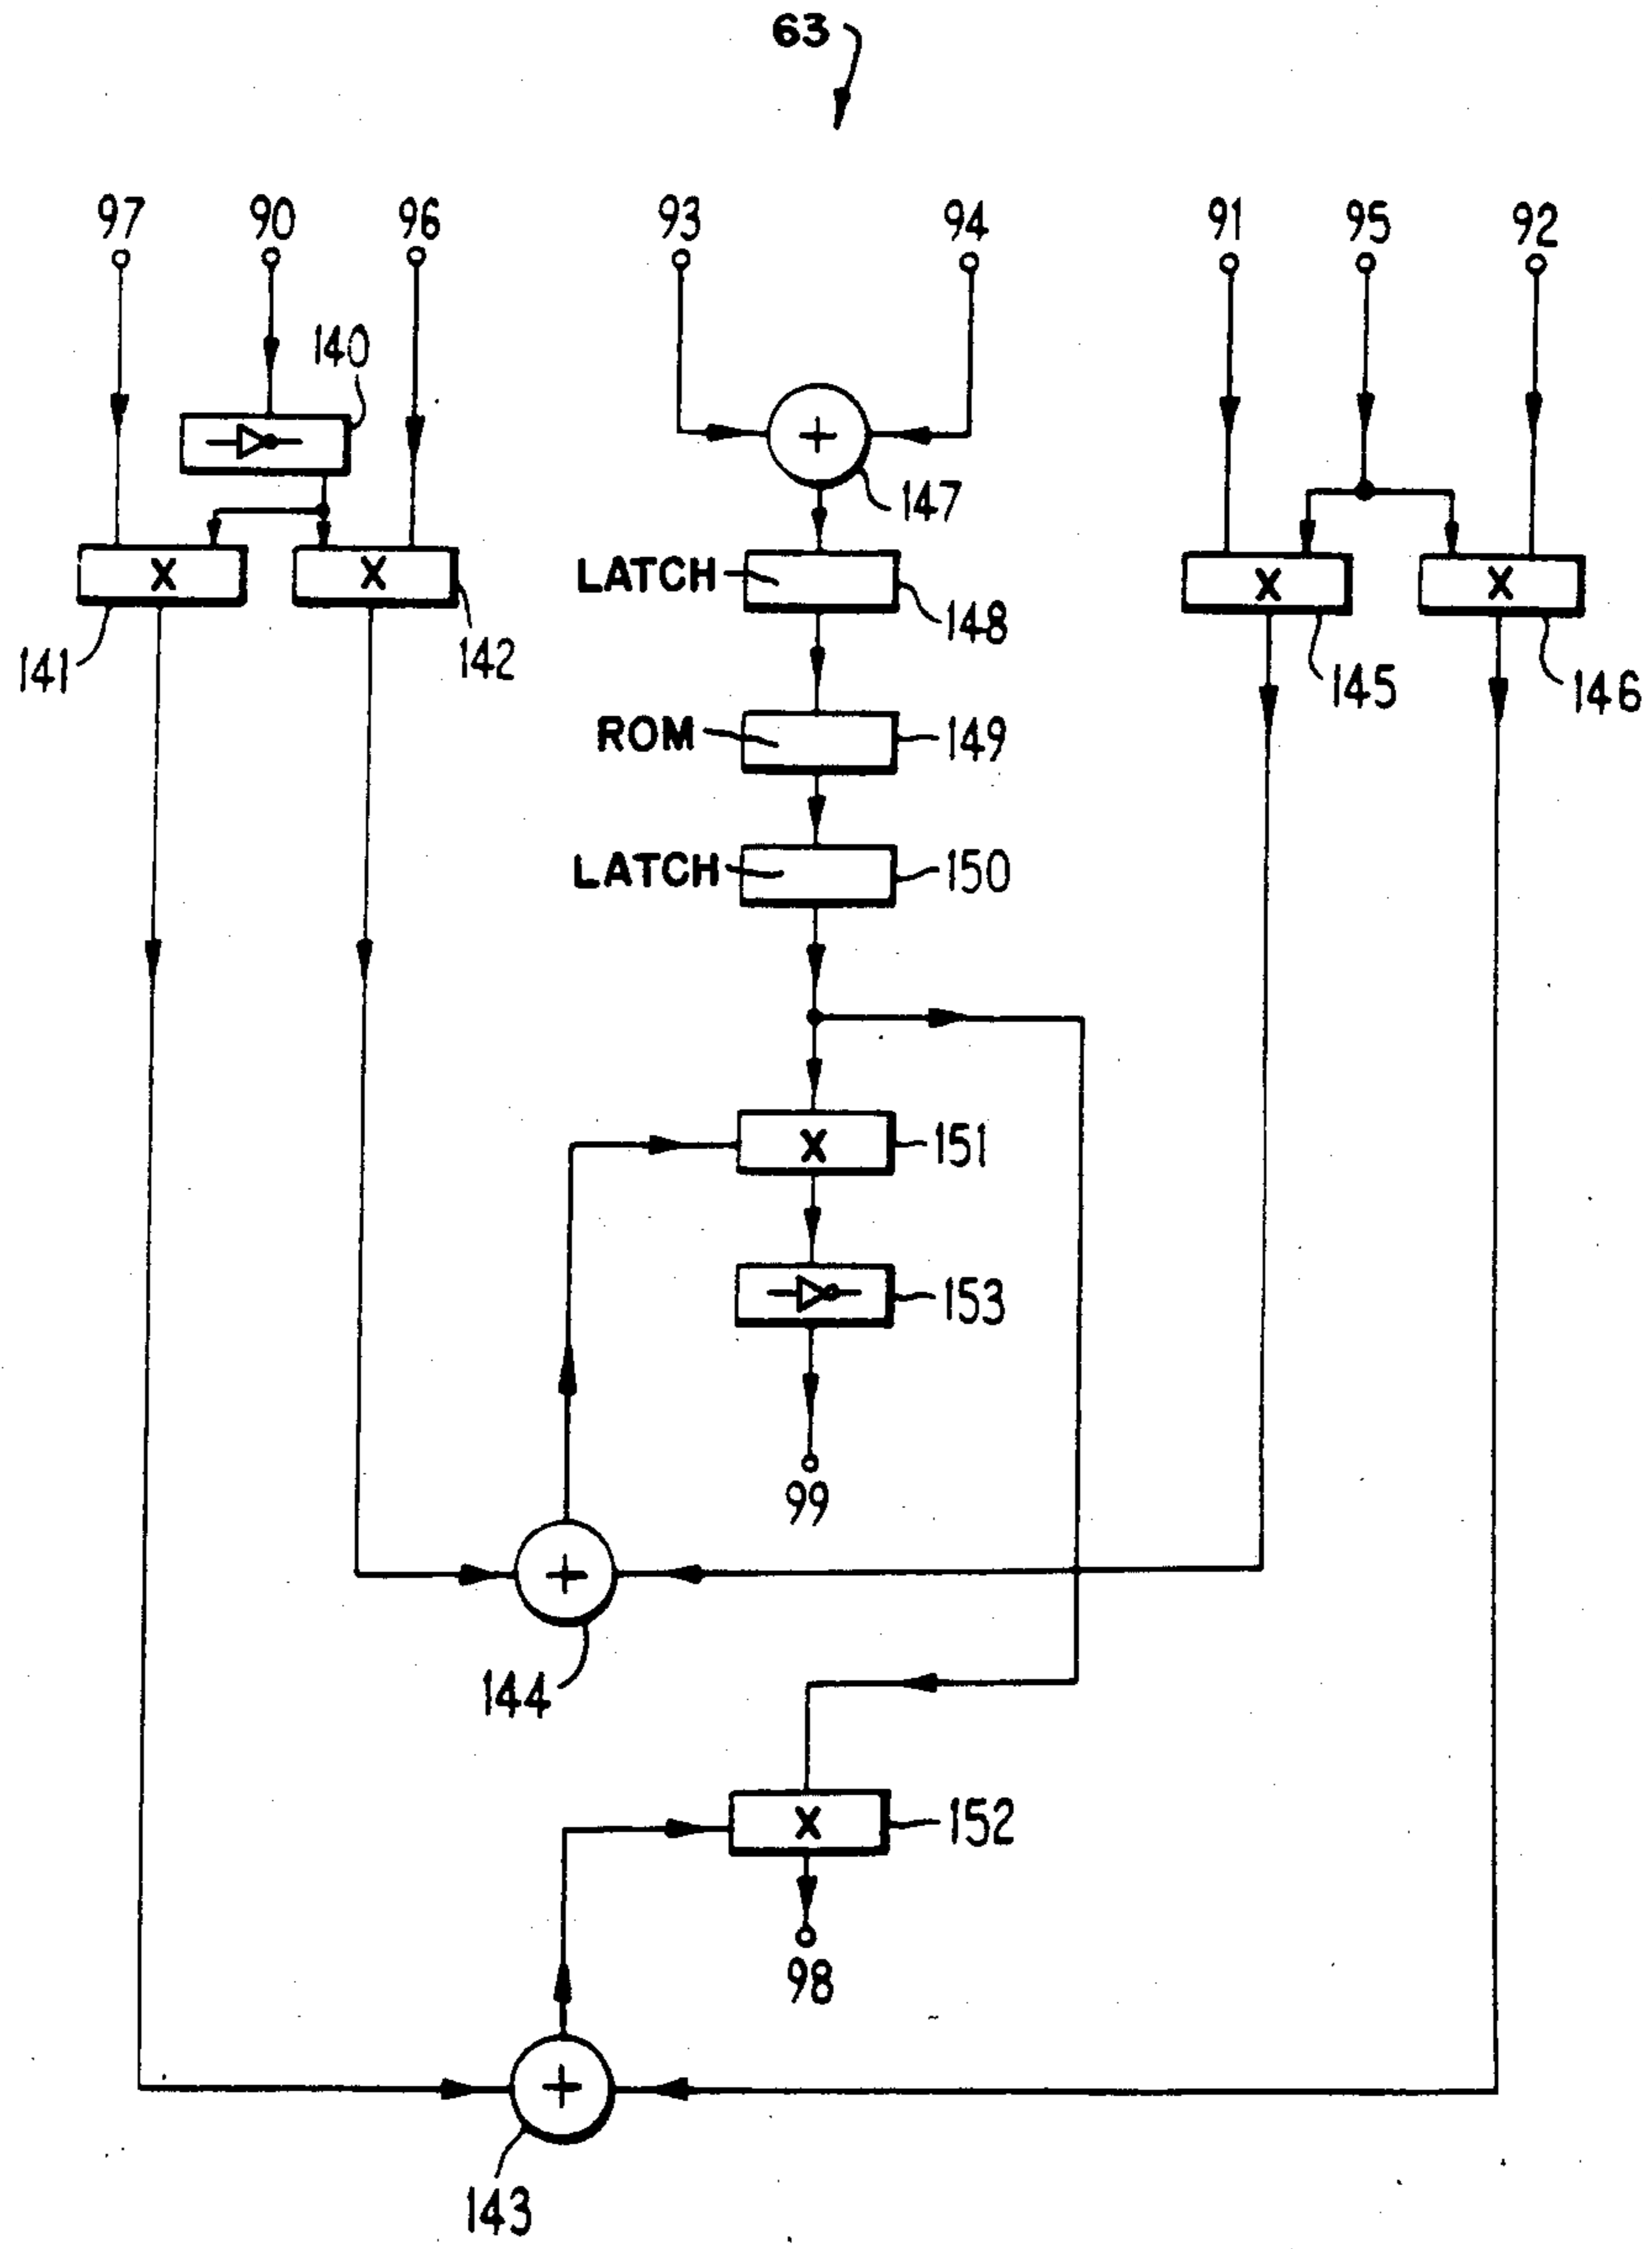 63
97 90 96 93 94 91 95 92
140
+
147
X X LATCH X X
141 142 148 145 146
ROM 149
LATCH 150
X 151
153
99
+
144
X 152
98
+
143